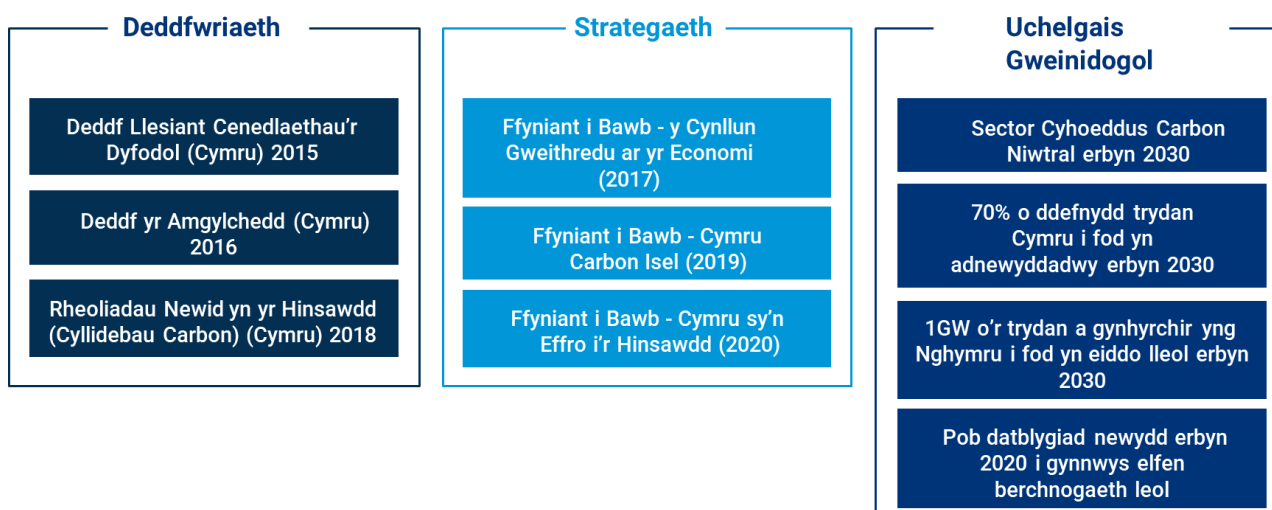 Deddfwriaeth
Deddf Llesiant Cenedlaethau’r
Dyfodol (Cymru) 2015
Deddf yr Amgylchedd (Cymru)
2016
Rheoliadau Newid yn yr Hinsawdd
(Cyllidebau Carbon) (Cymru) 2018
Strategaeth
Ffyniant i Bawb - y Cynllun
Gweithredu ar yr Economi
(2017)
Ffyniant i Bawb - Cymru
Carbon Isel (2019)
Ffyniant i Bawb - Cymru sy’n
Effro i’r Hinsawdd (2020)
Uchelgais
Gweinidogol
Sector Cyhoeddus Carbon
Niwtral erbyn 2030
70% o ddefnydd trydan
Cymru i fod yn
adnewyddadwy erbyn 2030
1GW o’r trydan a gynhyrchir yng
Nghymru i fod yn eiddo lleol erbyn
2030
Pob datblygiad newydd erbyn
2020 i gynnwys elfen
berchnogaeth leol